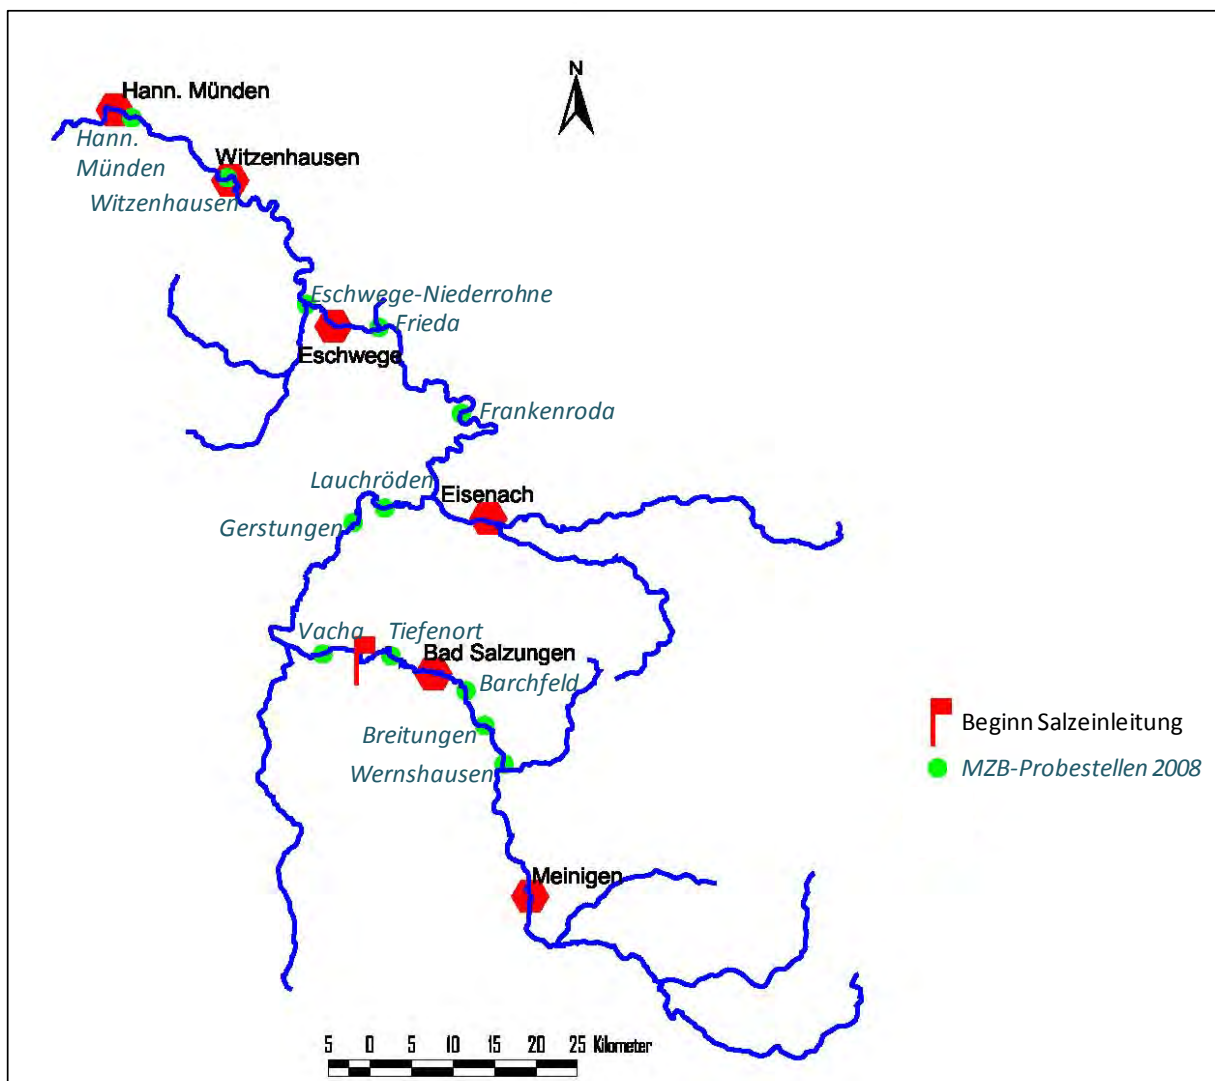 N
Hann. Münden
Hann.
Münden
Witzenhausen
Witzenhausen
Eschwege-Niederrohne
Frieda
Eschwege
Frankenroda
Lauchröden
Eisenach
Gerstungen
Vacha
Tiefenort
Bad Salzungen
Barchfeld
Breitungen
Wernshausen
Beginn Salzeinleitung
MZB-Probestellen 2008
Meinigen
5 0 5 10 15 20 25 Kilometer